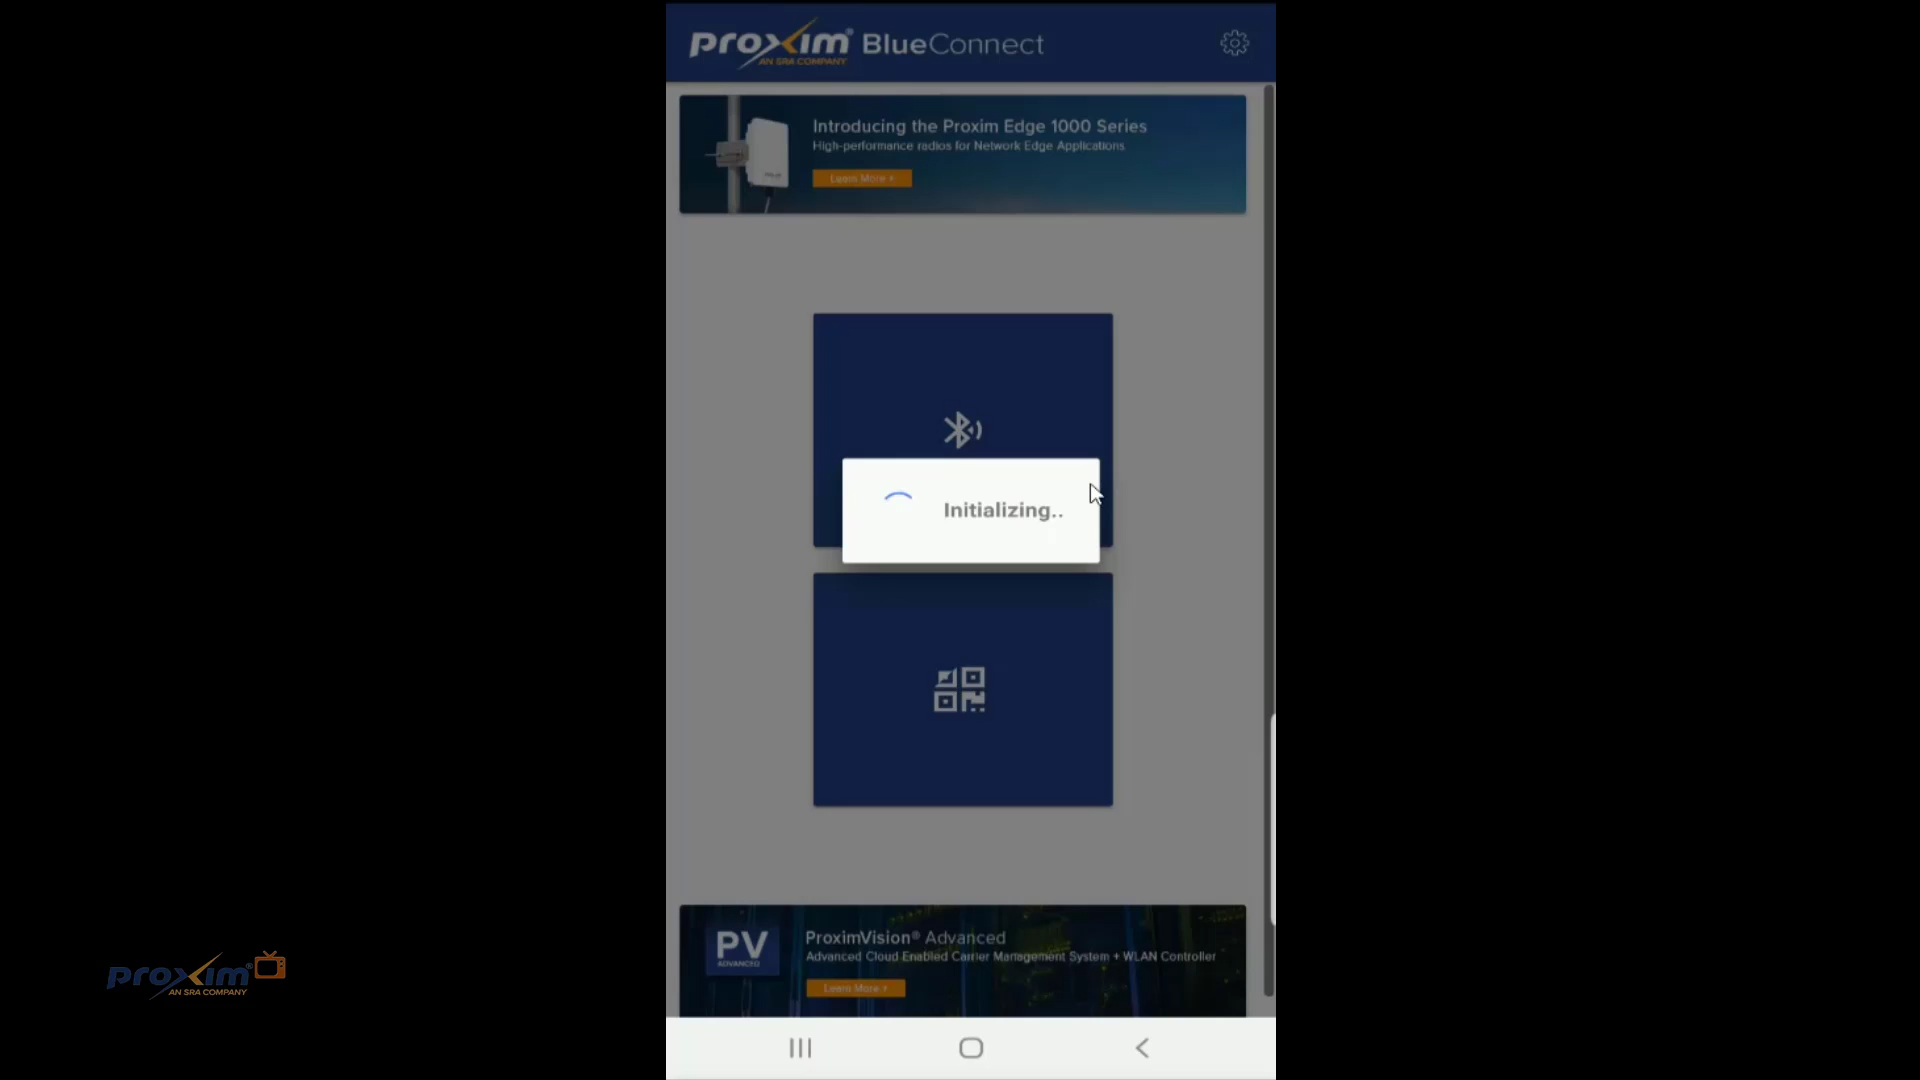 proxim® BlueConnect
AN SRA COMPANY
Introducing the Proxim Edge 1000 Series
High-performance radios for Network Edge Applications
Learn More >
Initializing..
PV
ADVANCED
ProximVision® Advanced
Advanced Cloud Enabled Carrier Management System + WLAN Controller
Learn More >
proxim®
AN SRA COMPANY